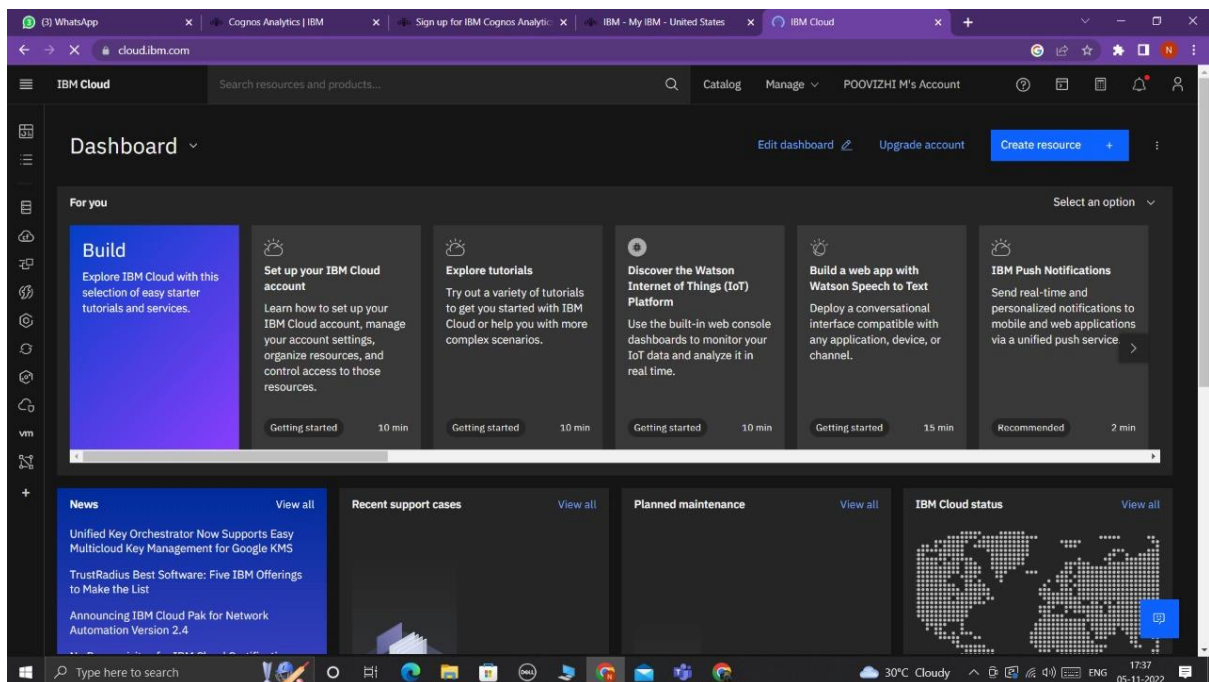 (3) WhatsApp
Cognos Analytics | IBM
Sign up for IBM Cognos Analytic
IBM - My IBM - United States
IBM Cloud
cloud.ibm.com
N
IBM Cloud
Search resources and products...
Catalog
Manage
POOVIZHI M's Account
Dashboard
Edit dashboard
Upgrade account
Create resource +
For you
Select an option
Build
Explore IBM Cloud with this
selection of easy starter
tutorials and services.
Set up your IBM Cloud
account
Learn how to set up your
IBM Cloud account, manage
your account settings,
organize resources, and
control access to those
resources.
Getting started 10 min
Explore tutorials
Try out a variety of tutorials
to get you started with IBM
Cloud or help you with more
complex scenarios.
Getting started 10 min
Discover the Watson
Internet of Things (IoT)
Platform
Use the built-in web console
dashboards to monitor your
IoT data and analyze it in
real time.
Getting started 10 min
Build a web app with
Watson Speech to Text
Deploy a conversational
interface compatible with
any application, device, or
channel.
Getting started 15 min
IBM Push Notifications
Send real-time and
personalized notifications to
mobile and web applications
via a unified push service.
Recommended 2 min
vm
News View all
Unified Key Orchestrator Now Supports Easy
Multicloud Key Management for Google KMS
TrustRadius Best Software: Five IBM Offerings
to Make the List
Announcing IBM Cloud Pak for Network
Automation Version 2.4
Recent support cases View all
Planned maintenance View all
IBM Cloud status View all
Type here to search
DELL
30°C Cloudy
ENG
17:37
05-11-2022